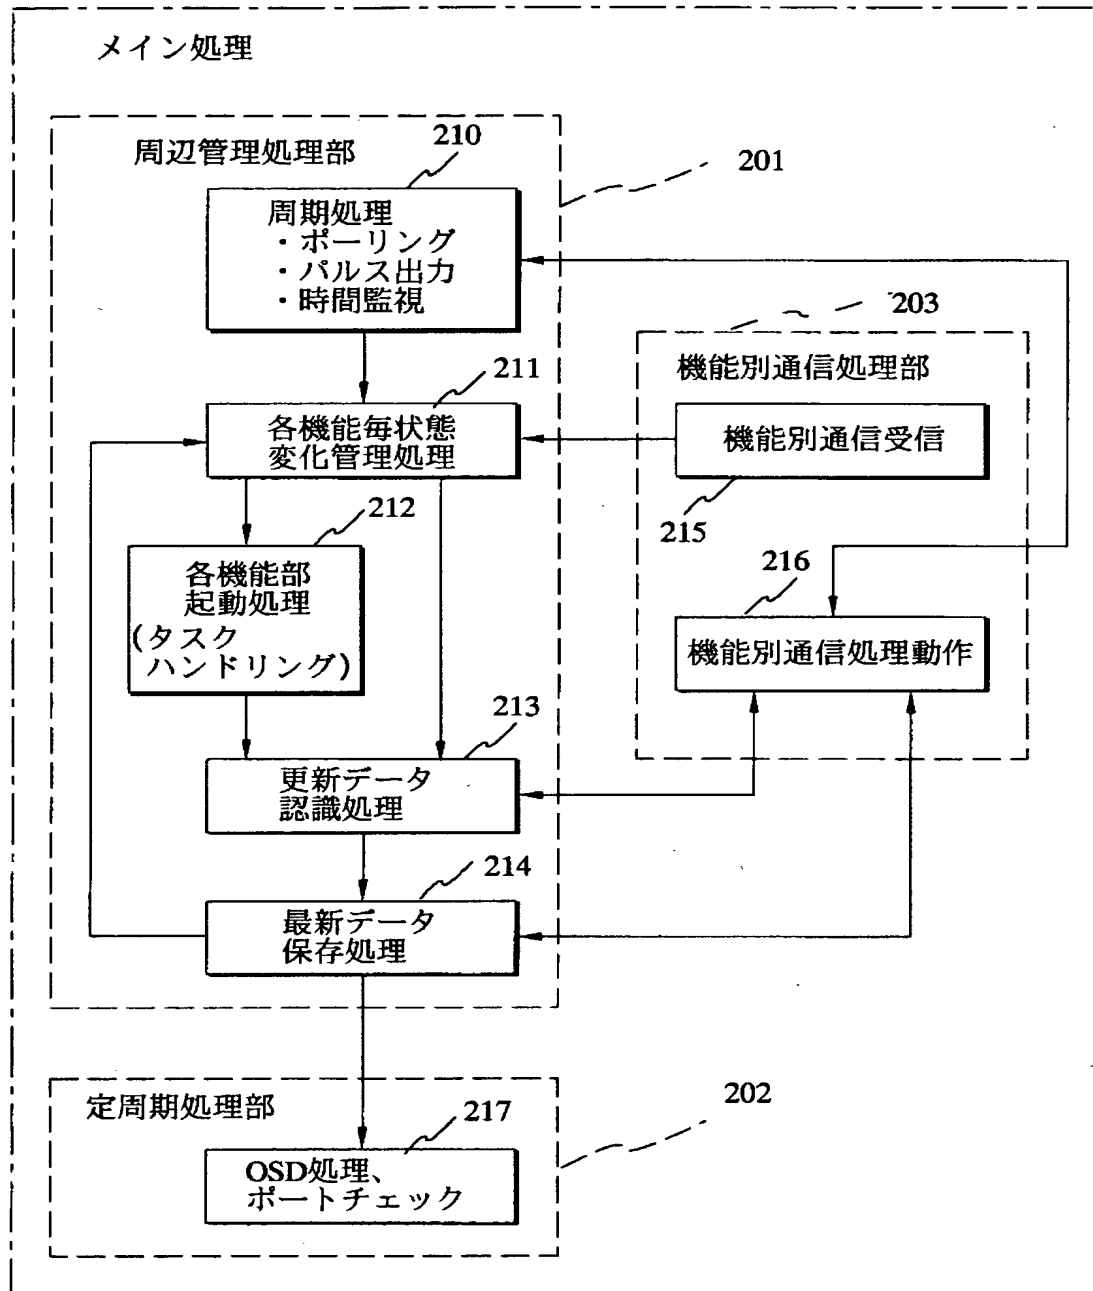 メイン処理
周辺管理処理部
210
201
周期処理
・ポーリング
・パルス出力
・時間監視
203
機能別通信処理部
211
各機能毎状態
変化管理処理
機能別通信受信
215
212
各機能部
起動処理
(タスク
ハンドリング)
216
機能別通信処理動作
213
更新データ
認識処理
214
最新データ
保存処理
定周期処理部
202
217
OSD処理、
ポートチェック